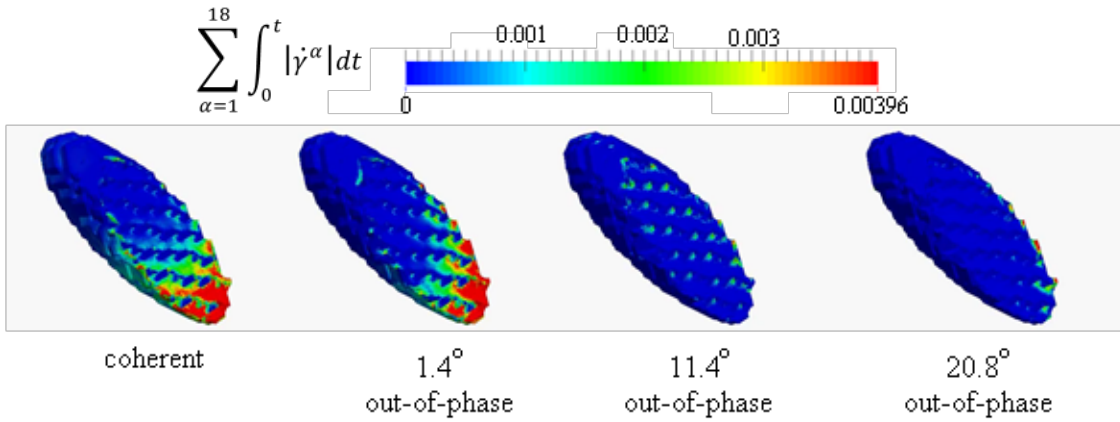 0.001 0.002 0.003
∑_{α=1}^{18} ∫_0^t |γ̇^α| dt
0 0.00396
coherent 1.4° 11.4° 20.8°
out-of-phase out-of-phase out-of-phase